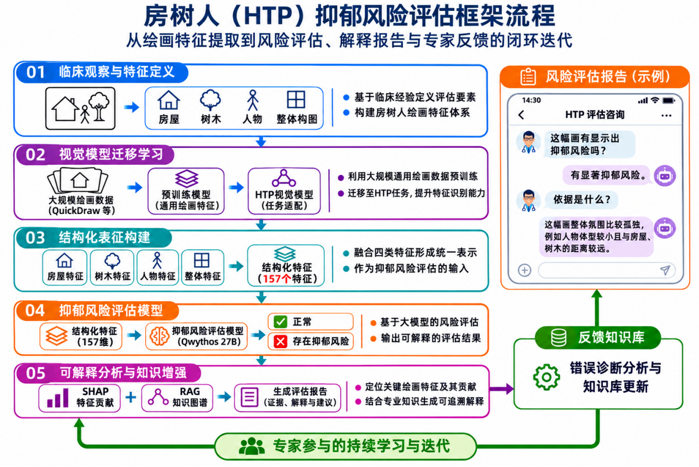 房树人（HTP）抑郁风险评估框架流程
从绘画特征提取到风险评估、解释报告与专家反馈的闭环迭代
01 临床观察与特征定义
房屋
树木
人物
整体构图
基于临床经验定义评估要素
构建房树人绘画特征体系
02 视觉模型迁移学习
大规模绘画数据
(QuickDraw 等)
预训练模型
(通用绘画特征)
HTP视觉模型
(任务适配)
利用大规模通用绘画数据预训练
迁移至HTP任务, 提升特征识别能力
03 结构化表征构建
房屋特征
树木特征
人物特征
整体特征
结构化特征
(157个特征)
融合四类特征形成统一表示
作为抑郁风险评估的输入
04 抑郁风险评估模型
结构化特征
(157维)
抑郁风险评估模型
(Qwythos 27B)
正常
存在抑郁风险
基于大模型的风险评估
输出可解释的评估结果
05 可解释分析与知识增强
SHAP
特征贡献
+
RAG
知识图谱
生成评估报告
(证据、解释与建议)
定位关键绘画特征及其贡献
结合专业知识生成可追溯解释
风险评估报告 (示例)
14:30
HTP 评估咨询
这幅画有显示出
抑郁风险吗?
有显著抑郁风险。
依据是什么?
这幅画整体氛围比较孤独,
例如人物体型较小且与房屋、
树木的距离较远。
反馈知识库
错误诊断分析与
知识库更新
专家参与的持续学习与迭代